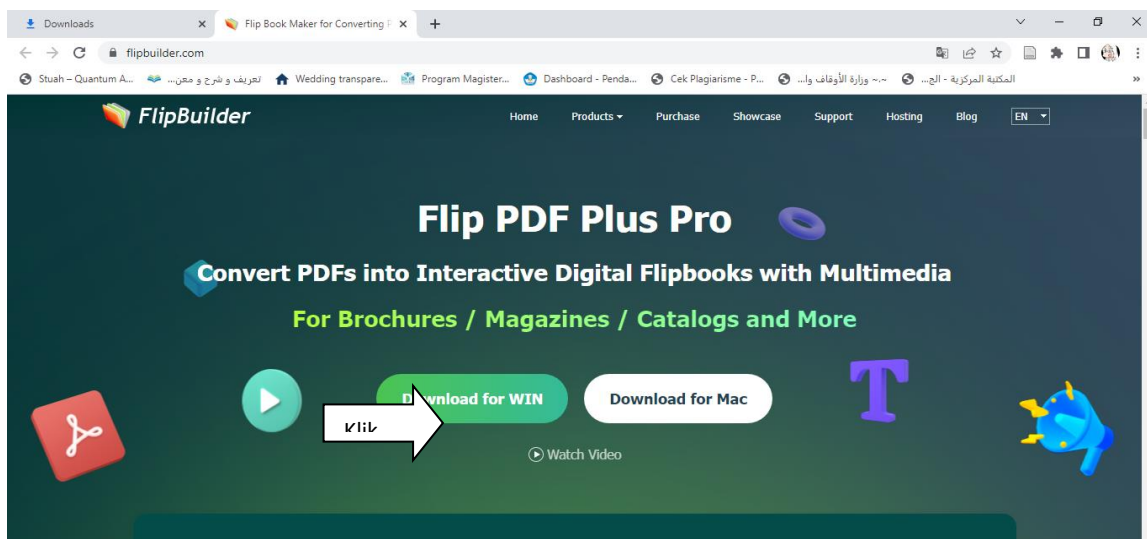 Downloads
Flip Book Maker for Converting P
flipbuilder.com
Stuah – Quantum A...
تعريف و شرح و معن...
Wedding transpare...
Program Magister...
Dashboard - Penda...
Cek Plagiarisme - P...
~.~ وزارة الأوقاف وا...
المكتبة المركزية - الج...
FlipBuilder
Home
Products
Purchase
Showcase
Support
Hosting
Blog
EN
Flip PDF Plus Pro
Convert PDFs into Interactive Digital Flipbooks with Multimedia
For Brochures / Magazines / Catalogs and More
Download for WIN
Download for Mac
Watch Video